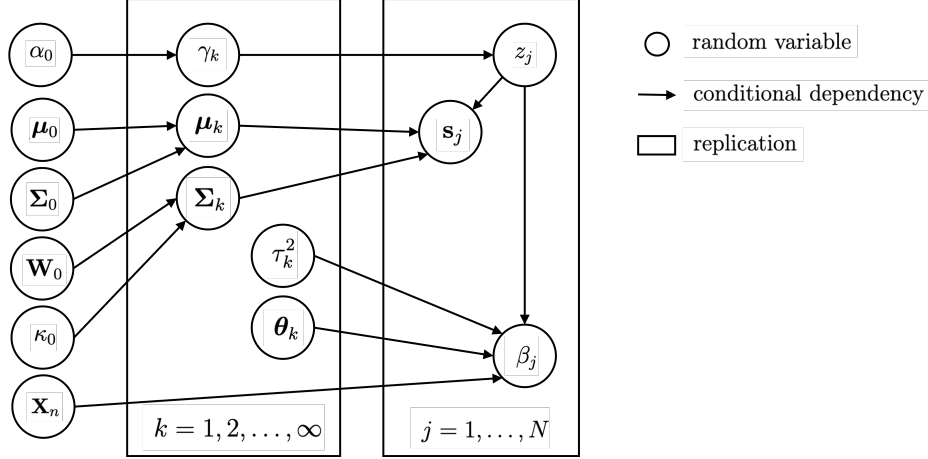 α₀
γₖ
zⱼ
random variable
μ₀
μₖ
sⱼ
conditional dependency
replication
Σ₀
Σₖ
W₀
τ²ₖ
κ₀
θₖ
βⱼ
Xₙ
k = 1, 2, . . . , ∞
j = 1, . . . , N